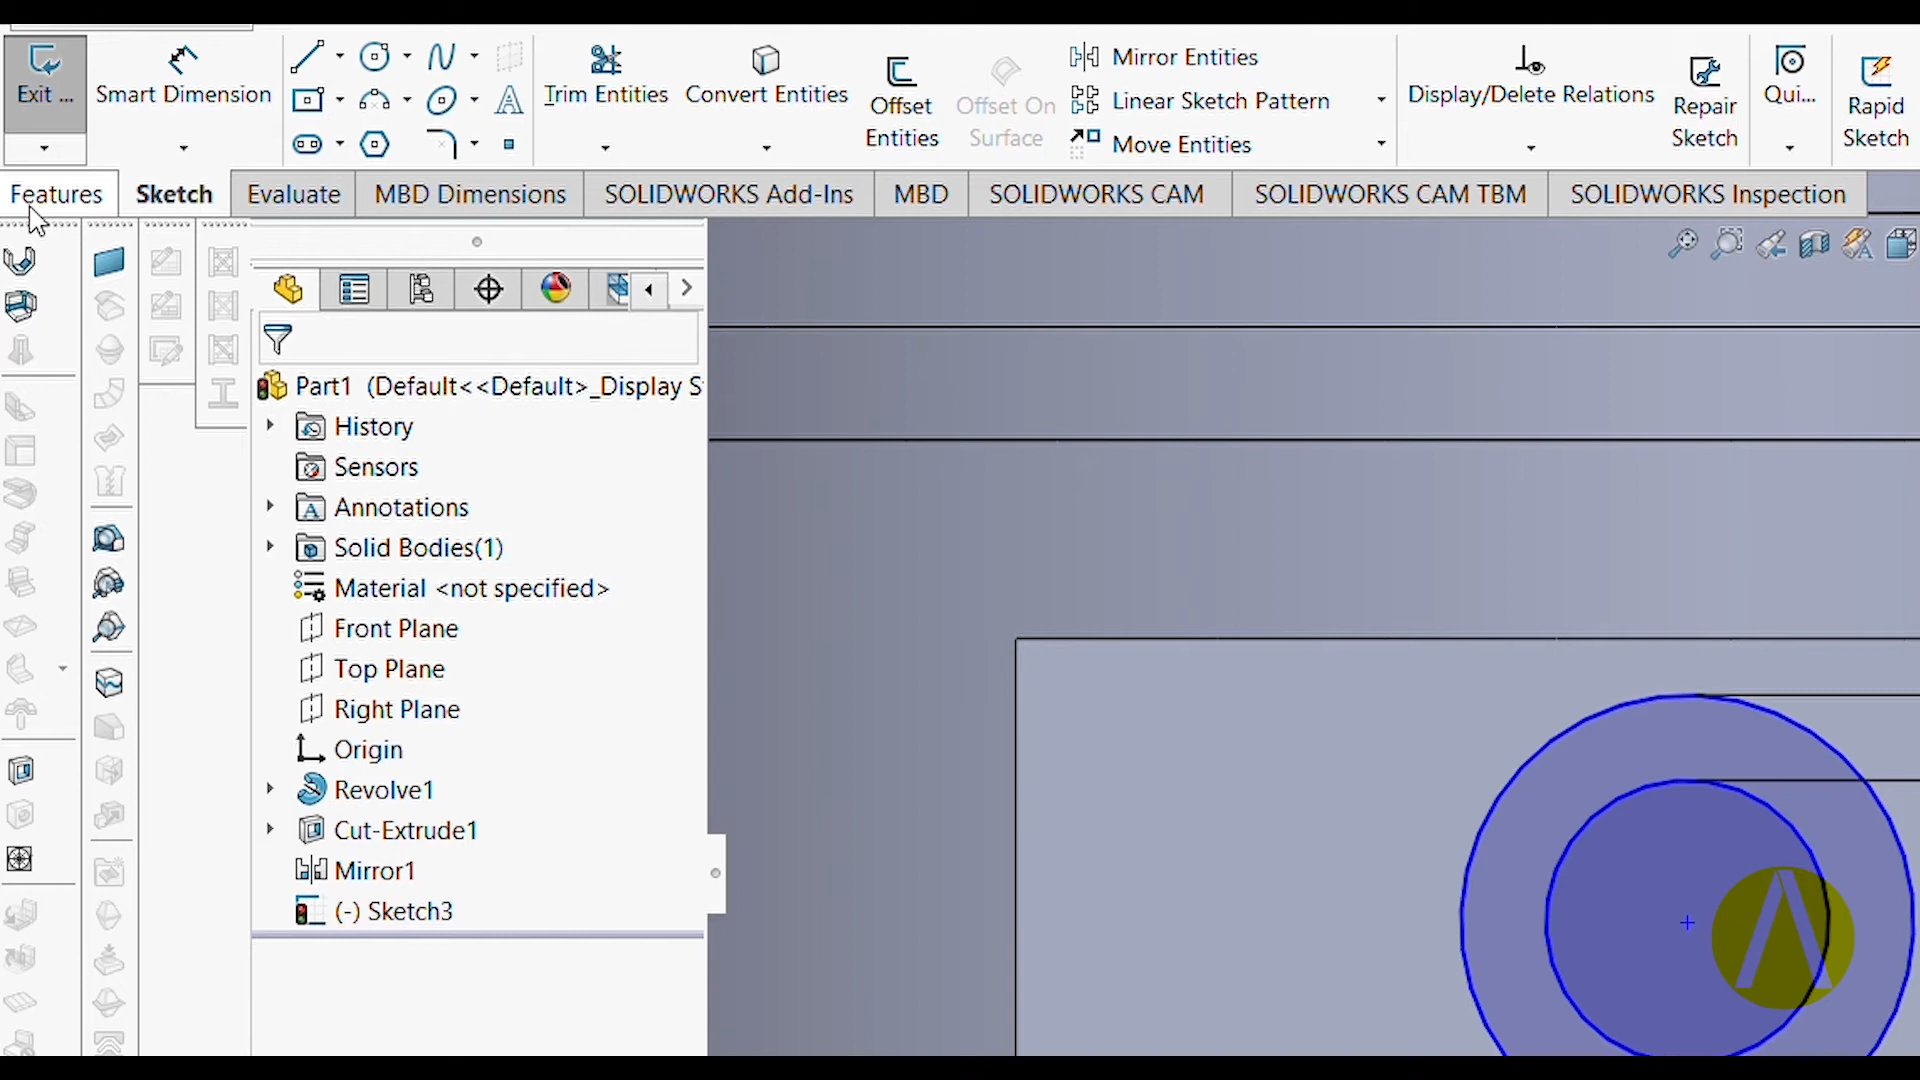 Exit ...
Smart Dimension
Trim Entities
Convert Entities
Offset
Entities
Offset On
Surface
Mirror Entities
Linear Sketch Pattern
Move Entities
Display/Delete Relations
Repair
Sketch
Qui...
Rapid
Sketch
Features
Sketch
Evaluate
MBD Dimensions
SOLIDWORKS Add-Ins
MBD
SOLIDWORKS CAM
SOLIDWORKS CAM TBM
SOLIDWORKS Inspection
Part1 (Default<<Default>_Display S
History
Sensors
Annotations
Solid Bodies(1)
Material <not specified>
Front Plane
Top Plane
Right Plane
Origin
Revolve1
Cut-Extrude1
Mirror1
(-) Sketch3